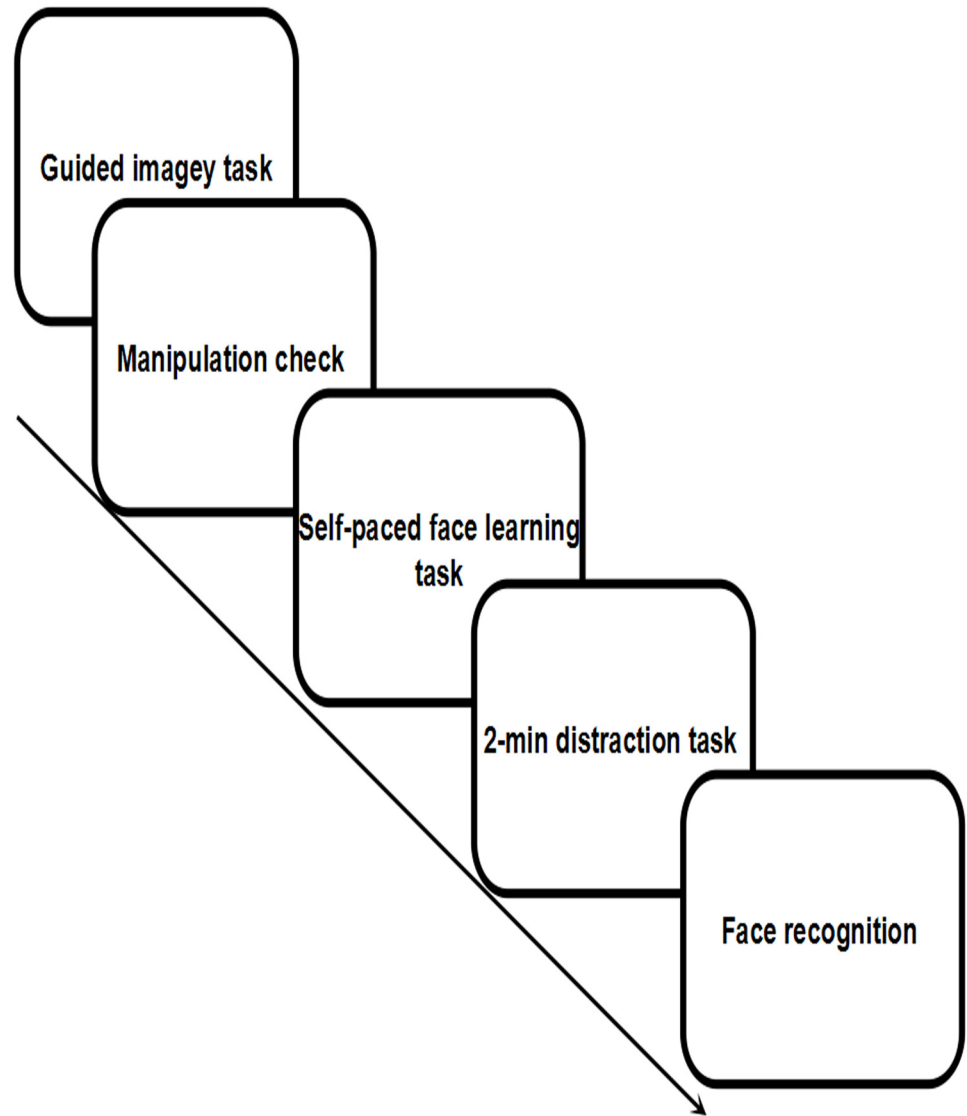 Guided imagey task
Manipulation check
Self-paced face learning
task
2-min distraction task
Face recognition